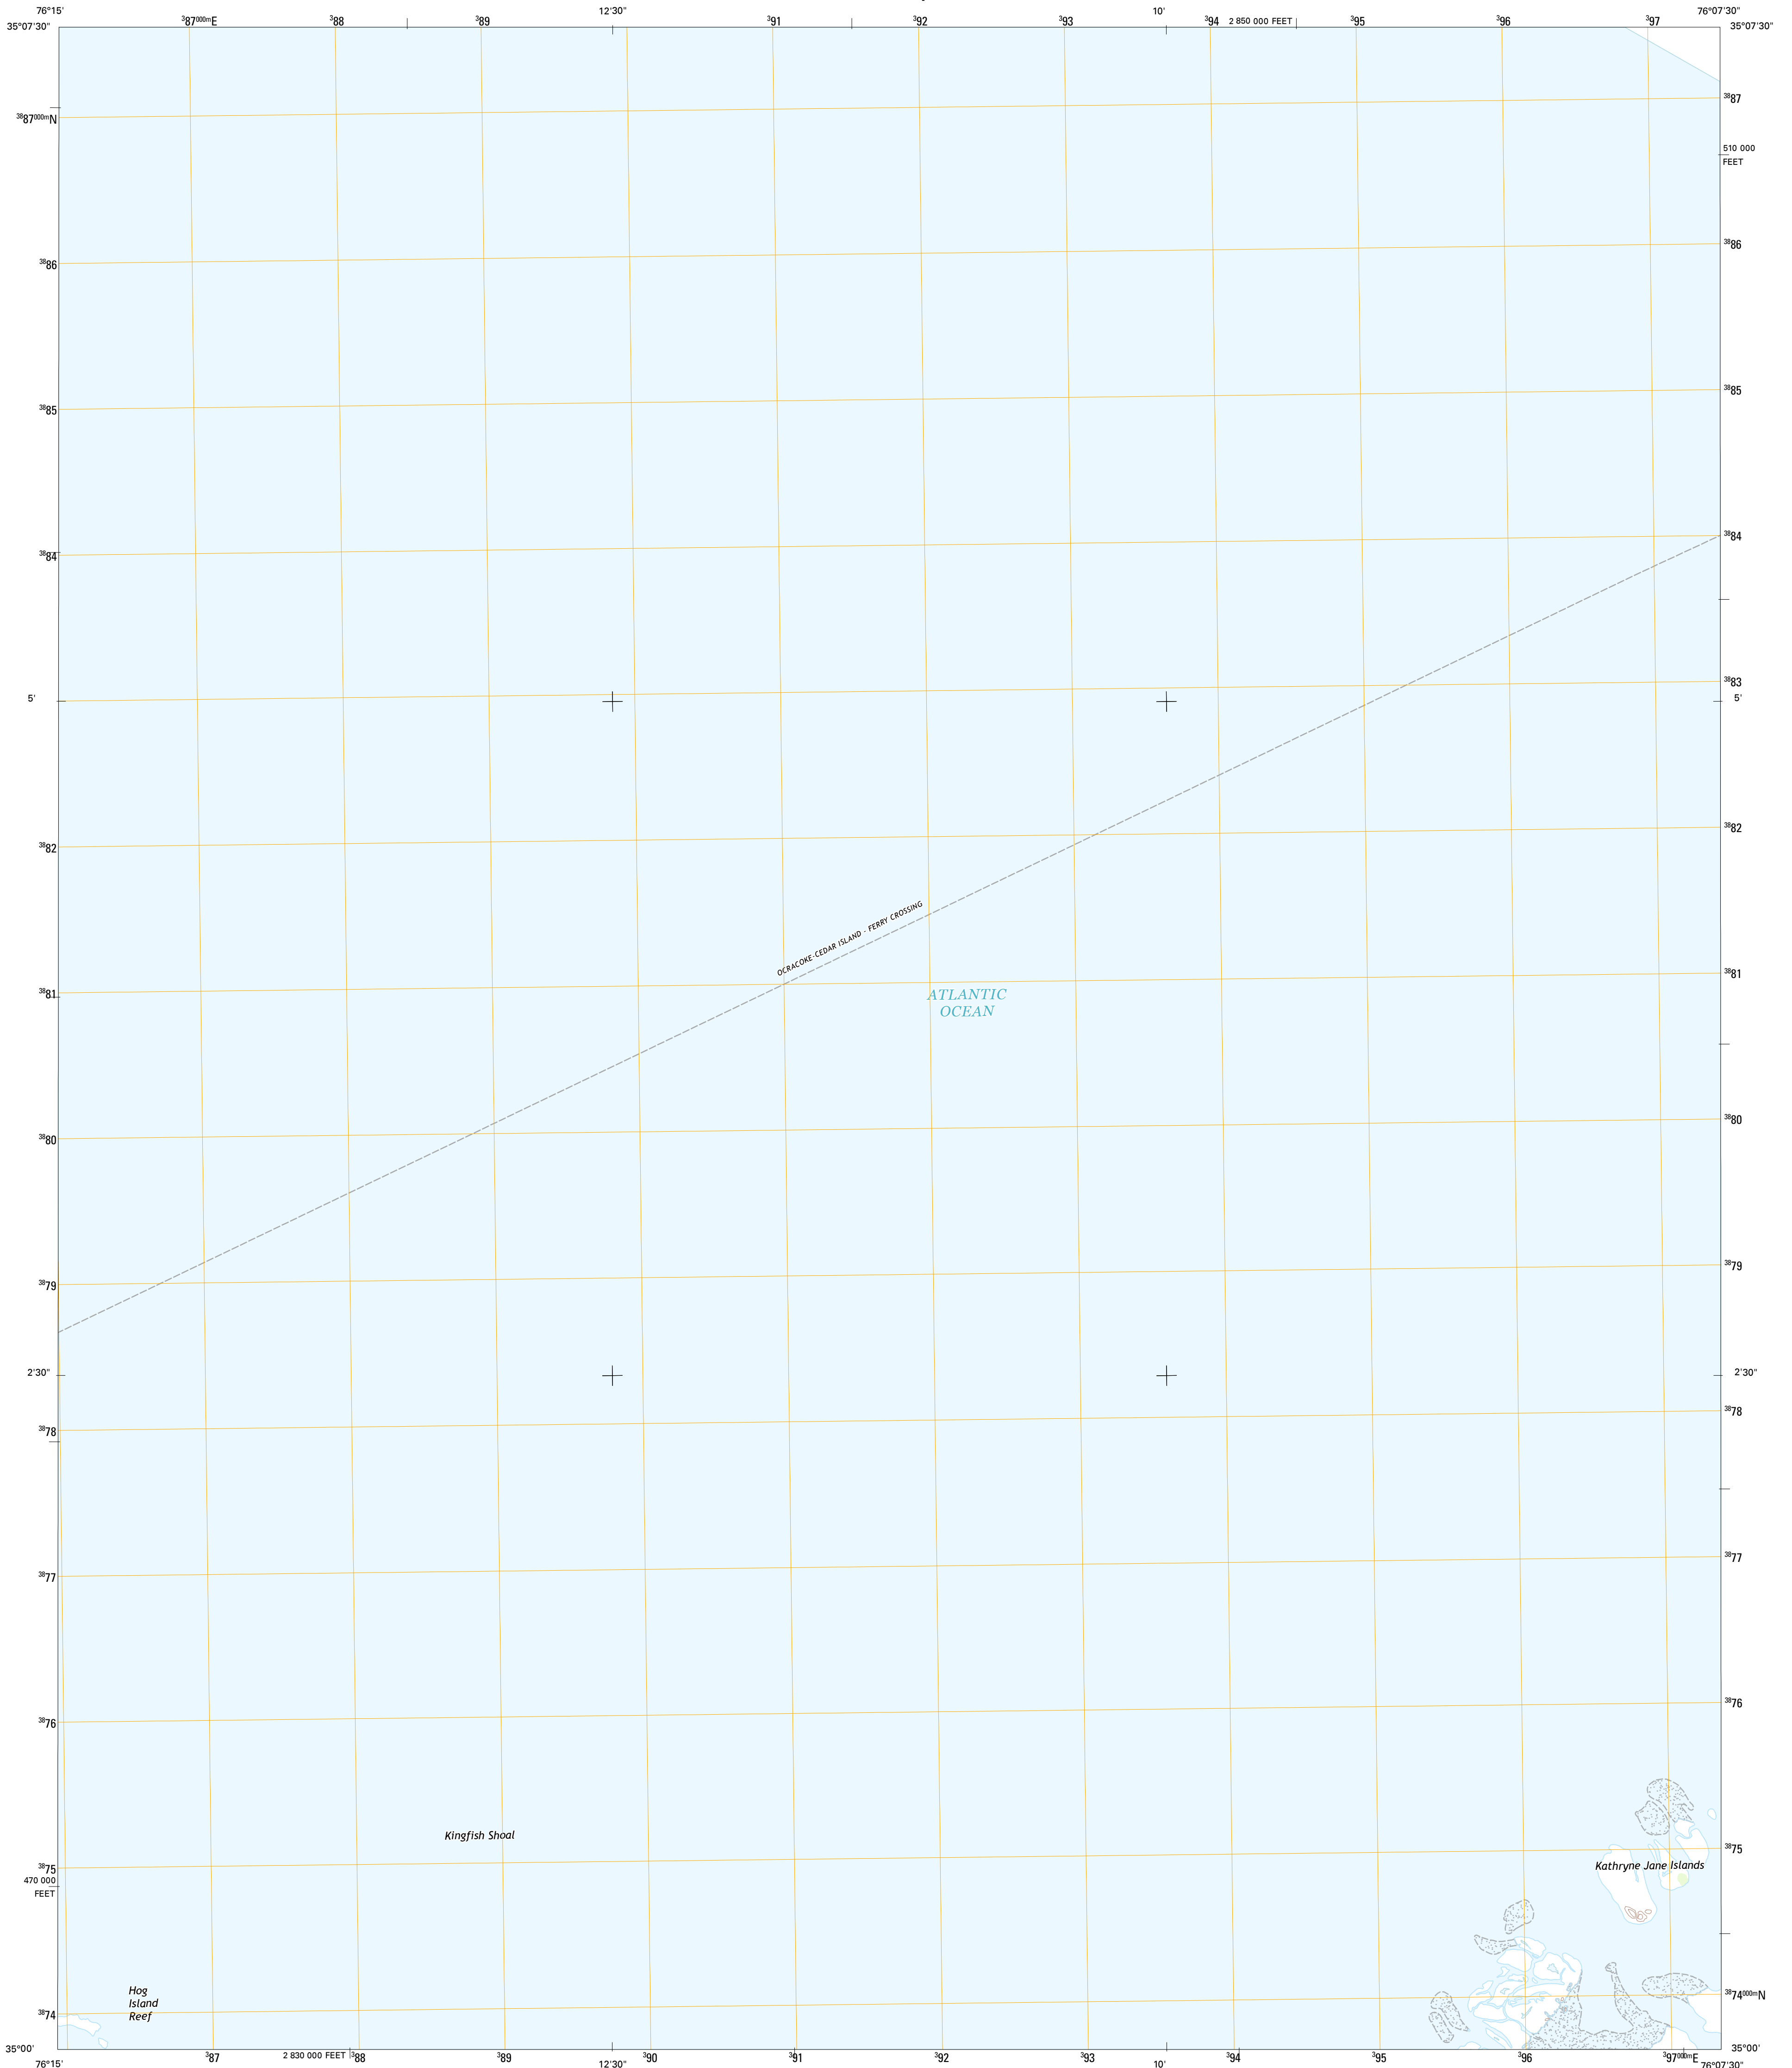 76°15' ³87⁰⁰⁰ᵐE ³88 ³89 12'30" ³91 ³92 ³93 10' ³94 2 850 000 FEET ³95 ³96 ³97 76°07'30"
35°07'30" 35°07'30"
³⁸87
³⁸87⁰⁰⁰ᵐN
510 000
FEET
³⁸86 ³⁸86
³⁸85 ³⁸85
³⁸84 ³⁸84
³⁸83
5' 5'
³⁸82 ³⁸82
OCRACOKE-CEDAR ISLAND - FERRY CROSSING
³⁸81 ³⁸81
ATLANTIC
OCEAN
³⁸80 ³⁸80
³⁸79 ³⁸79
2'30" 2'30"
³⁸78 ³⁸78
³⁸77 ³⁸77
³⁸76 ³⁸76
Kingfish Shoal
³⁸75 ³⁸75
Kathryne Jane Islands
470 000
FEET
Hog
Island
Reef
³⁸74 ³⁸74⁰⁰⁰ᵐN
35°00' 35°00'
76°15' ³87 2 830 000 FEET ³88 ³89 12'30" ³90 ³91 ³92 ³93 10' ³94 ³95 ³96 ³97⁰⁰⁰ᵐE 76°07'30"